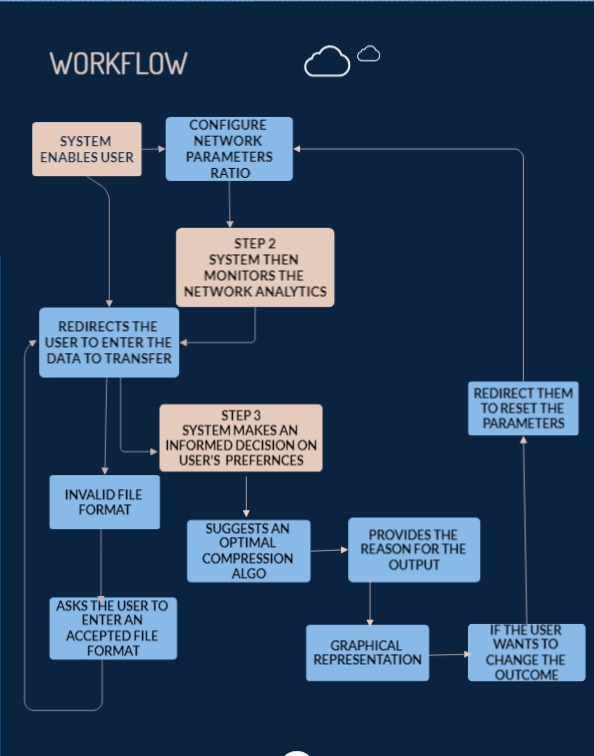 WORKFLOW
SYSTEM
ENABLES USER
CONFIGURE
NETWORK
PARAMETERS
RATIO
STEP 2
SYSTEM THEN
MONITORS THE
NETWORK ANALYTICS
REDIRECTS THE
USER TO ENTER THE
DATA TO TRANSFER
REDIRECT THEM
TO RESET THE
PARAMETERS
STEP 3
SYSTEM MAKES AN
INFORMED DECISION ON
USER'S PREFERNCES
INVALID FILE
FORMAT
SUGGESTS AN
OPTIMAL
COMPRESSION
ALGO
PROVIDES THE
REASON FOR THE
OUTPUT
ASKS THE USER TO
ENTER AN
ACCEPTED FILE
FORMAT
GRAPHICAL
REPRESENTATION
IF THE USER
WANTS TO
CHANGE THE
OUTCOME